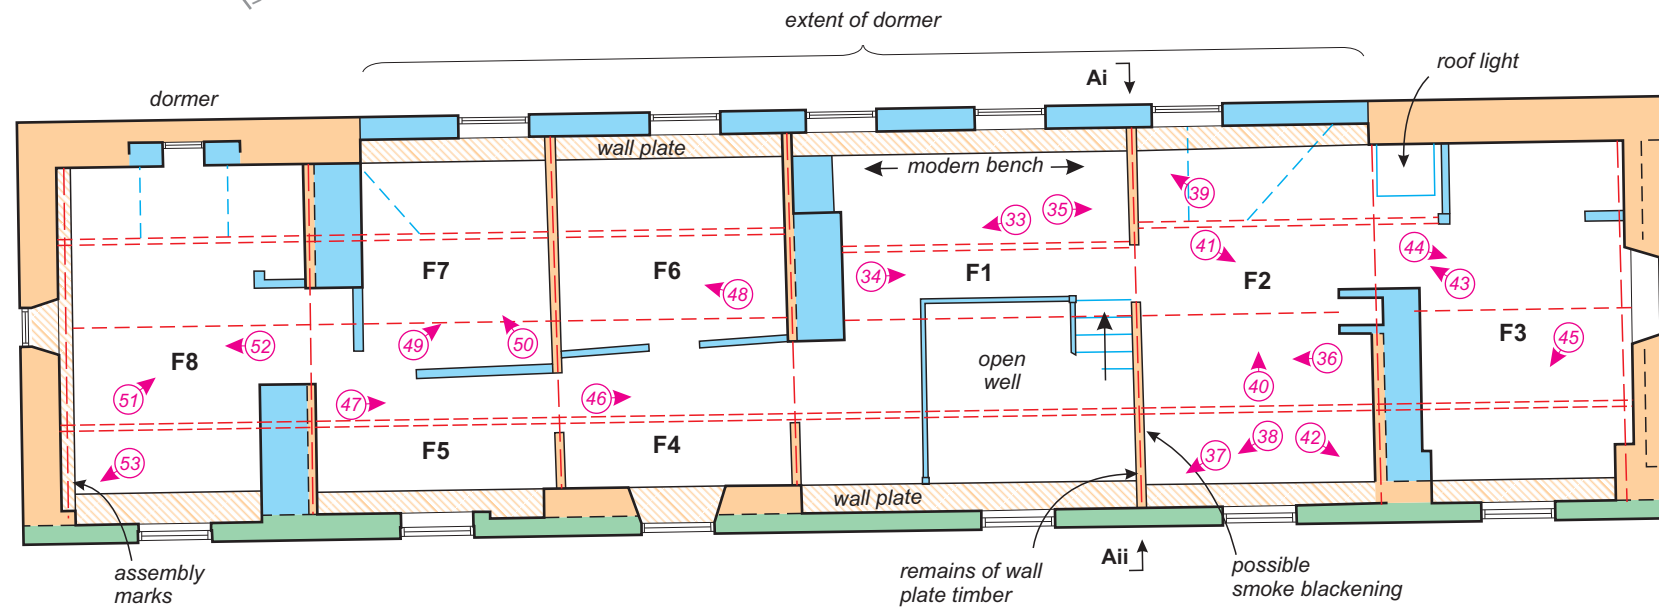 extent of dormer
Ai
roof light
dormer
wall plate
modern bench
39
33
35
41
44
F7
F6
34
F1
F2
43
48
F3
49
50
52
45
F8
open
well
36
40
51
47
46
38
42
F5
F4
37
53
wall plate
Aii
assembly
marks
remains of wall
plate timber
possible
smoke blackening